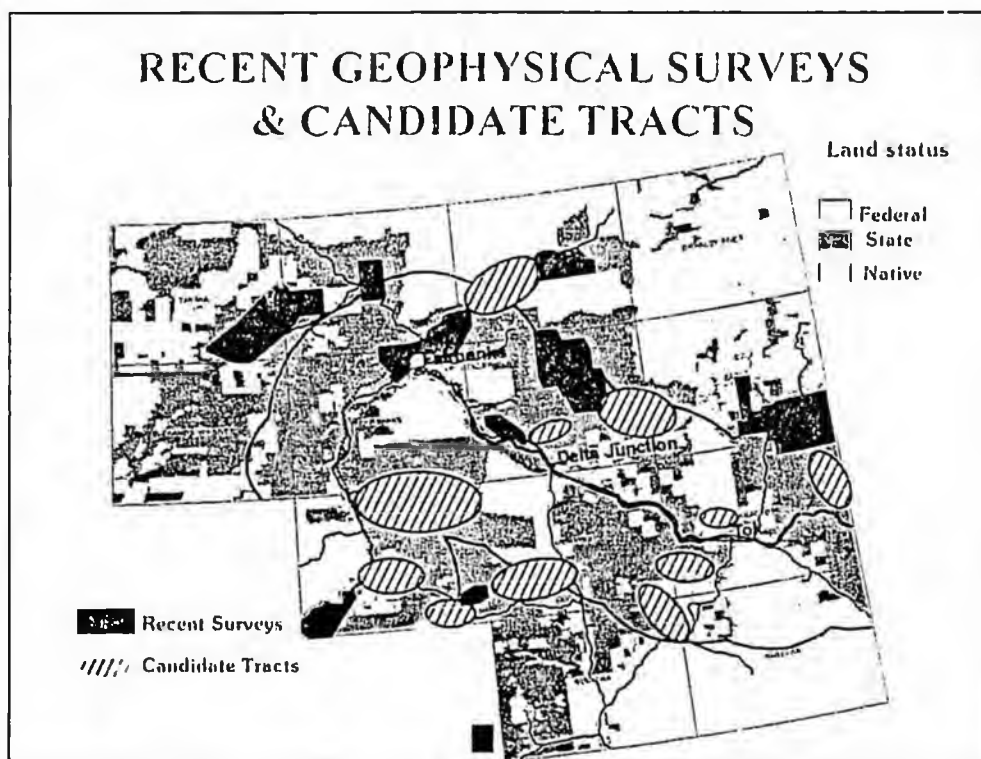 RECENT GEOPHYSICAL SURVEYS
& CANDIDATE TRACTS
Land status
Federal
State
Native
Fairbanks
Delta Junction
Tok
Recent Surveys
Candidate Tracts